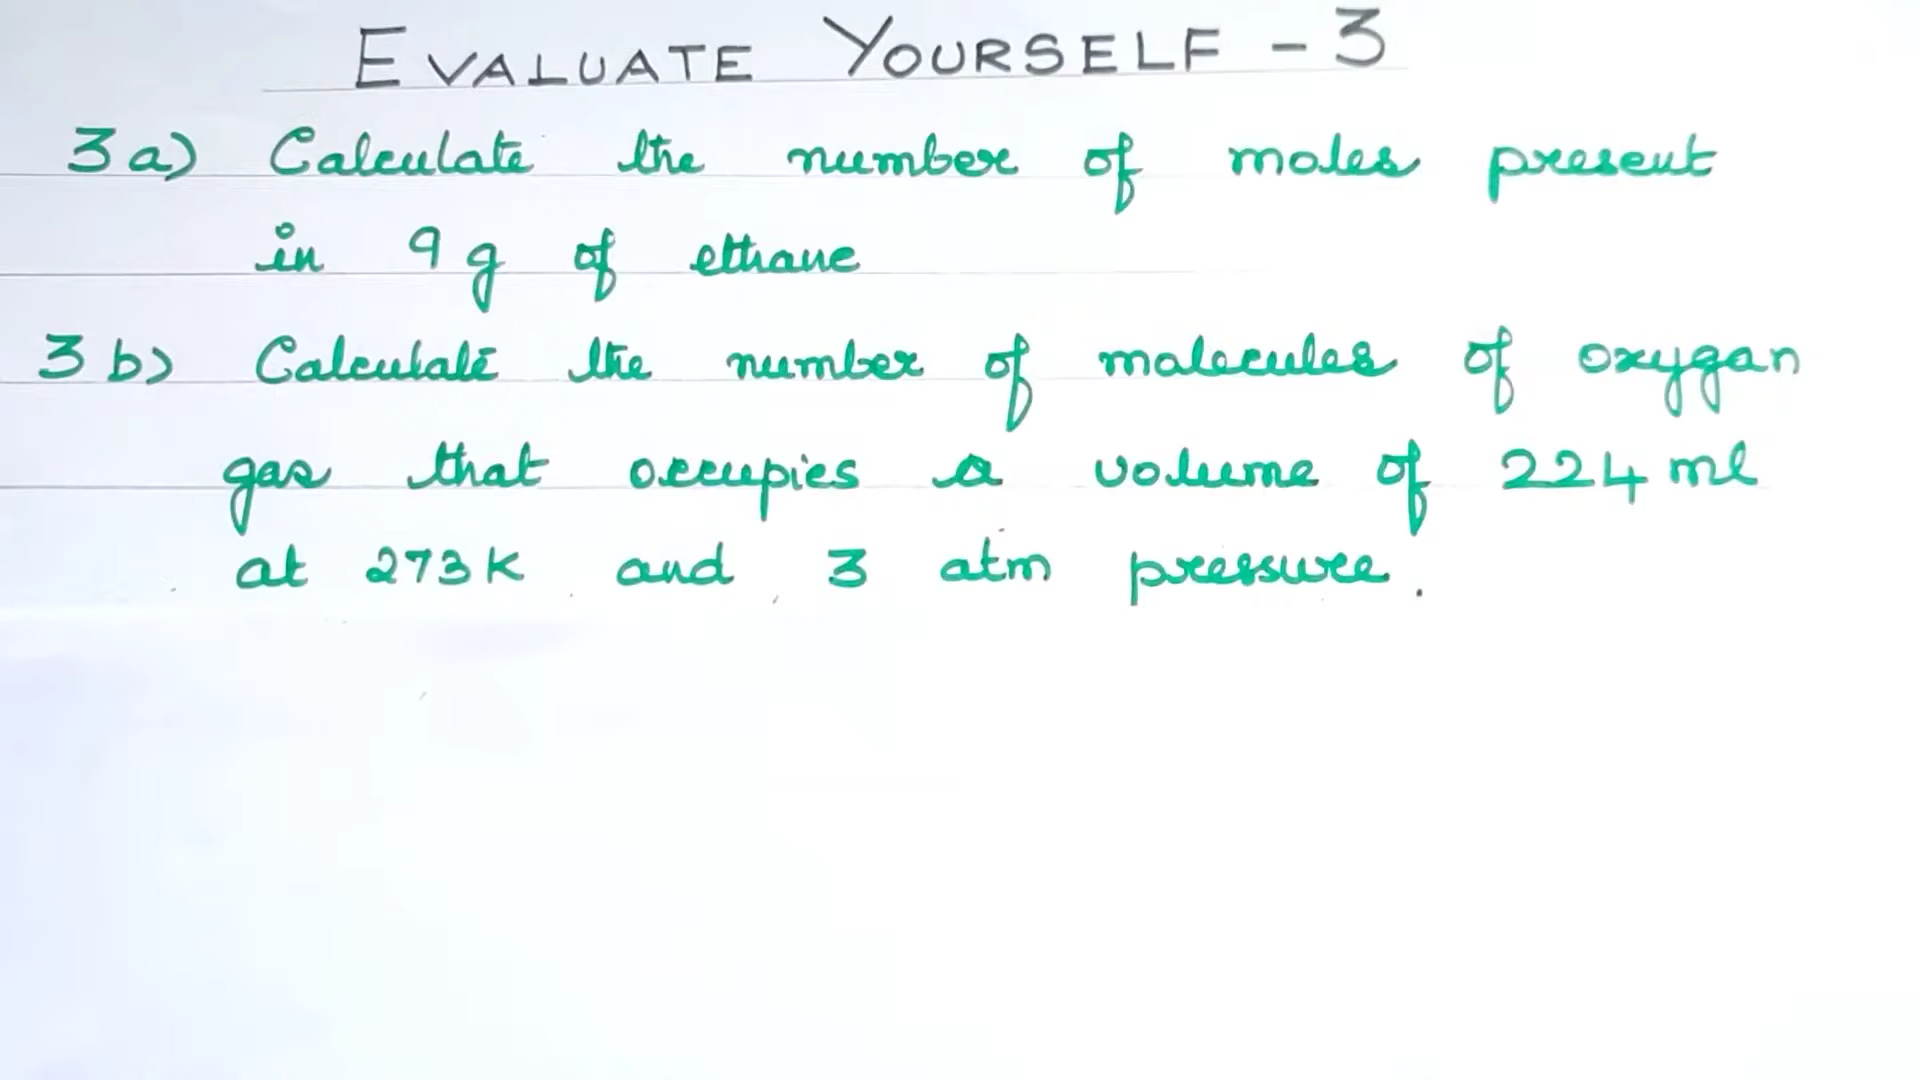 EVALUATE YOURSELF - 3
3a) Calculate the number of moles present
in 9 g of ethane
3 b) Calculate the number of molecules of oxygen
gas that occupies a volume of 224 ml
at 273 K and 3 atm pressure.